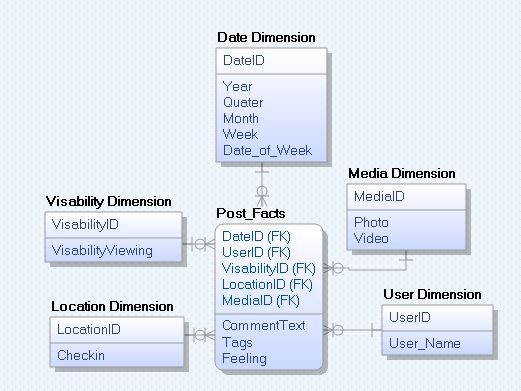 Date Dimension
DateID
Year
Quater
Month
Week
Date_of_Week
Media Dimension
MediaID
Photo
Video
Visability Dimension
VisabilityID
VisabilityViewing
Post_Facts
DateID (FK)
UserID (FK)
VisabilityID (FK)
LocationID (FK)
MediaID (FK)
CommentText
Tags
Feeling
Location Dimension
LocationID
Checkin
User Dimension
UserID
User_Name